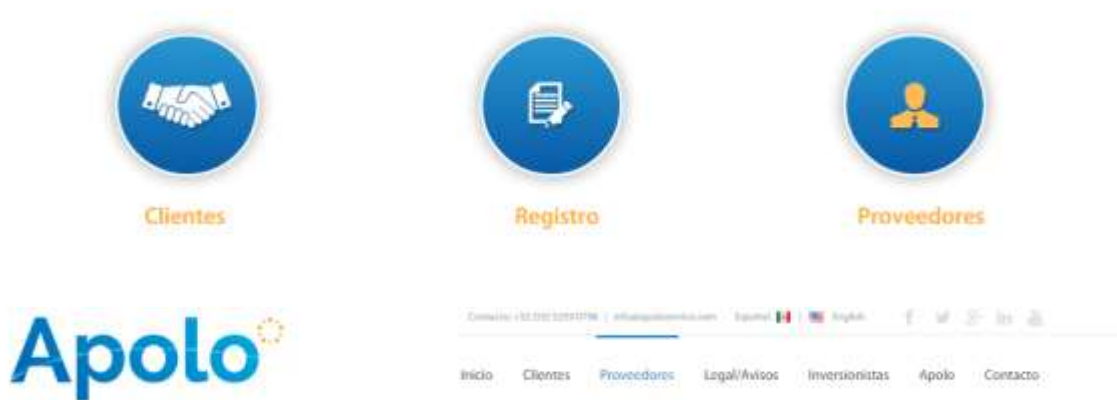 Clientes
Registro
Proveedores
Apolo
Español
English
Inicio
Clientes
Proveedores
Legal/Avisos
Inversionistas
Apolo
Contacto